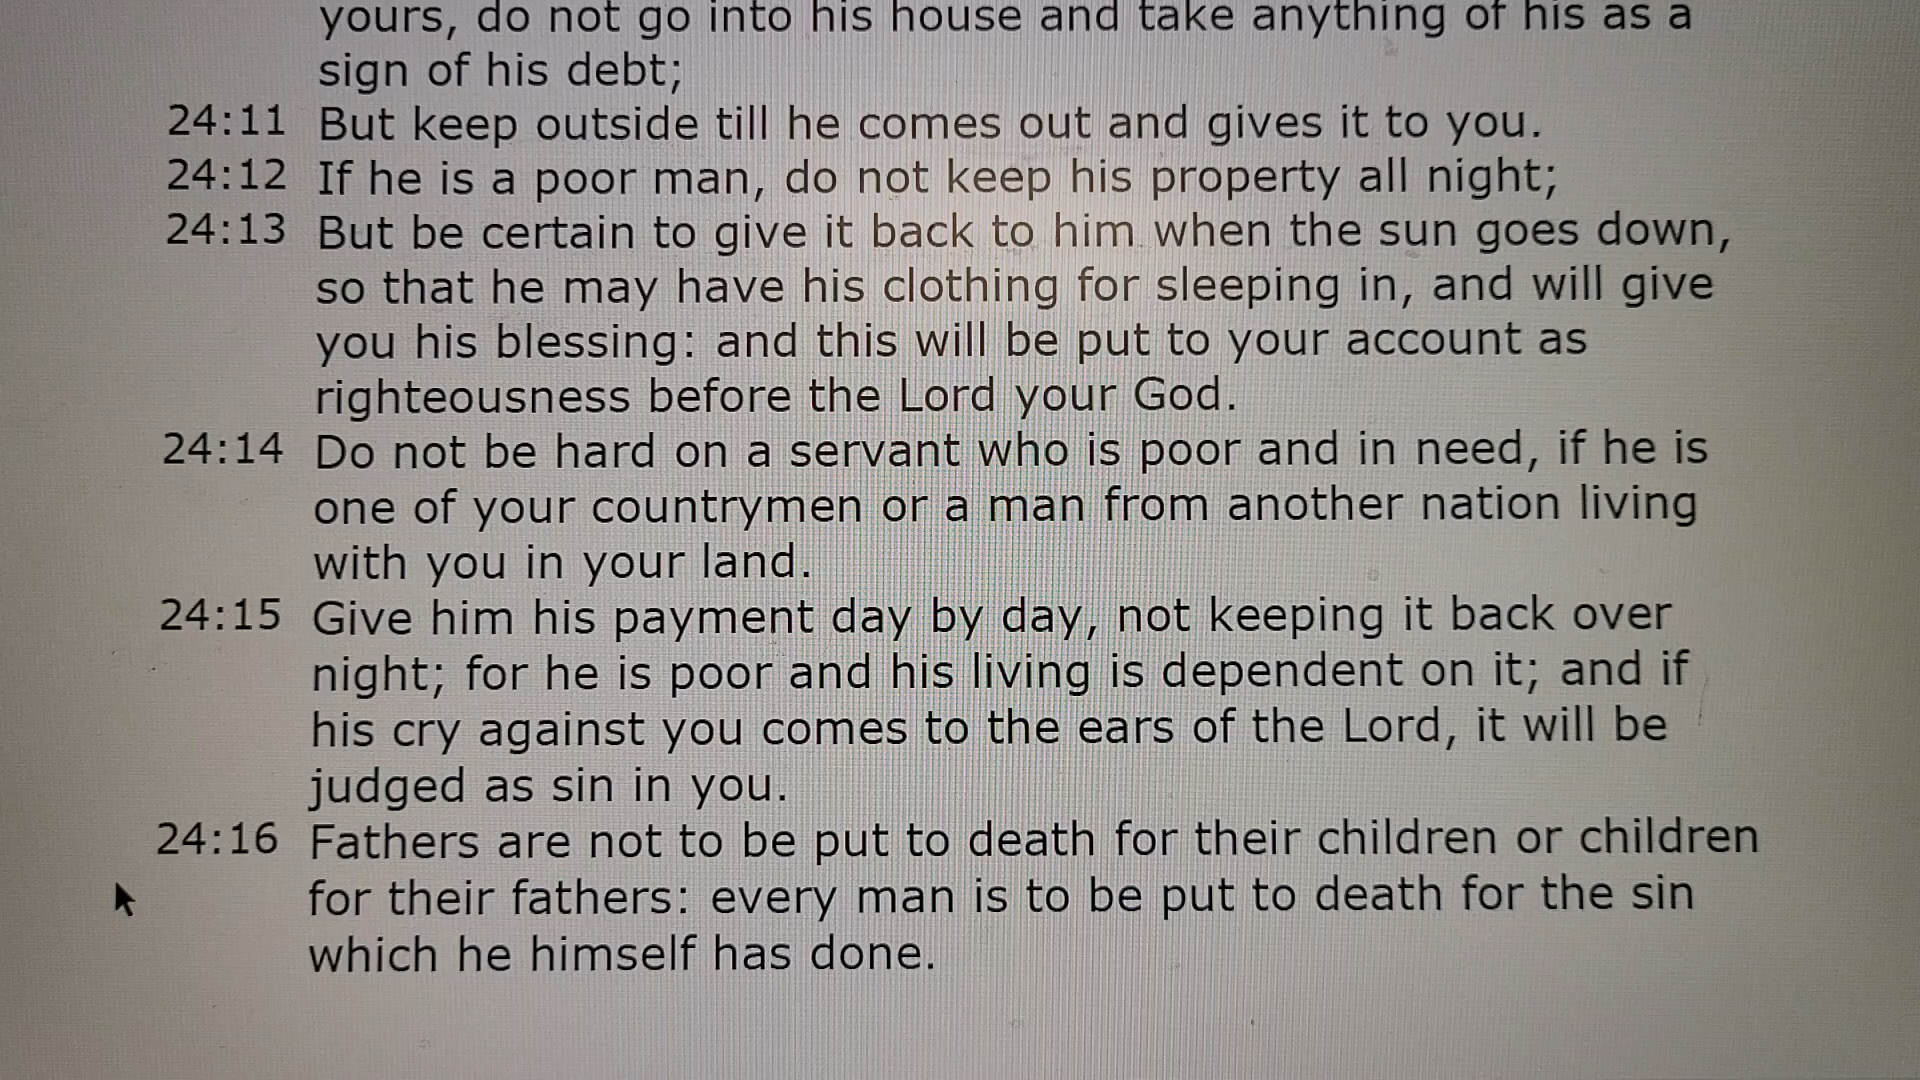 yours, do not go into his house and take anything of his as a
sign of his debt;
24:11 But keep outside till he comes out and gives it to you.
24:12 If he is a poor man, do not keep his property all night;
24:13 But be certain to give it back to him when the sun goes down,
so that he may have his clothing for sleeping in, and will give
you his blessing: and this will be put to your account as
righteousness before the Lord your God.
24:14 Do not be hard on a servant who is poor and in need, if he is
one of your countrymen or a man from another nation living
with you in your land.
24:15 Give him his payment day by day, not keeping it back over
night; for he is poor and his living is dependent on it; and if
his cry against you comes to the ears of the Lord, it will be
judged as sin in you.
24:16 Fathers are not to be put to death for their children or children
for their fathers: every man is to be put to death for the sin
which he himself has done.